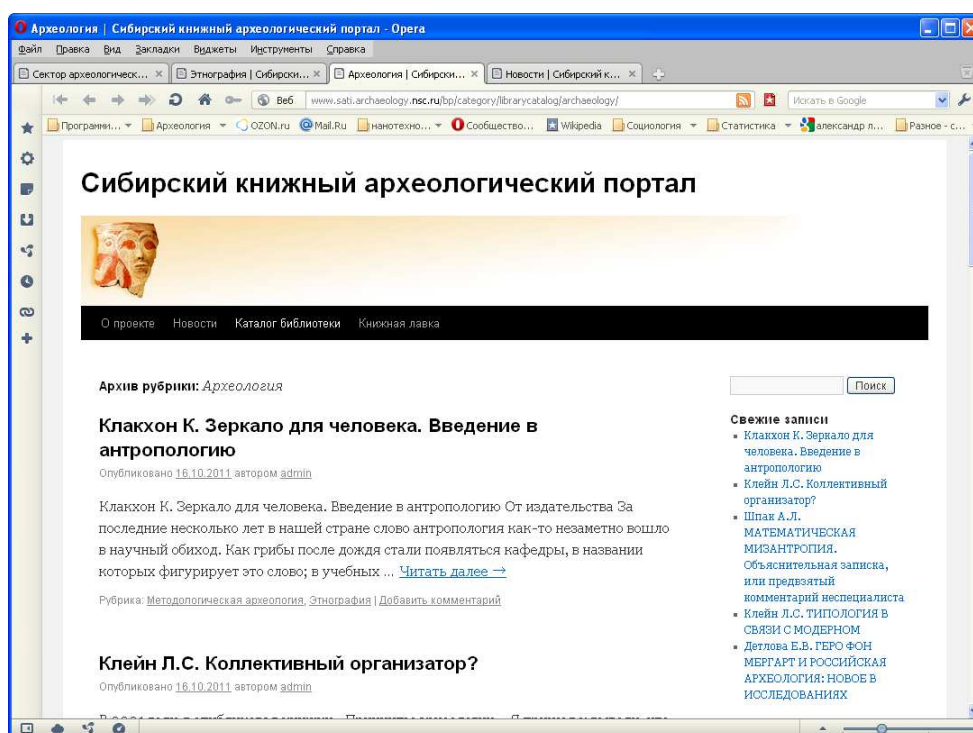 Археология | Сибирский книжный археологический портал - Opera
Файл Правка Вид Закладки Виджеты Инструменты Справка
Сектор археологическ... Этнография | Сибирски... Археология | Сибирски... Новости | Сибирский к...
Веб www.sati.archaeology.nsc.ru/bp/category/librarycatalog/archaeology/ Искать в Google
Программи... Археология OZON.ru Mail.Ru нанотехно... Сообщество... Wikipedia Социология Статистика александр л... Разное - с...
Сибирский книжный археологический портал
О проекте Новости Каталог библиотеки Книжная лавка
Архив рубрики: Археология
Клакхон К. Зеркало для человека. Введение в
антропологию
Опубликовано 16.10.2011 автором admin
Клакхон К. Зеркало для человека. Введение в антропологию От издательства За
последние несколько лет в нашей стране слово антропология как-то незаметно вошло
в научный обиход. Как грибы после дождя стали появляться кафедры, в названии
которых фигурирует это слово; в учебных ... Читать далее →
Рубрика: Методологическая археология, Этнография | Добавить комментарий
Клейн Л.С. Коллективный организатор?
Опубликовано 16.10.2011 автором admin
Поиск
Свежие записи
Клакхон К. Зеркало для
человека. Введение в
антропологию
Клейн Л.С. Коллективный
организатор?
Шпак А.Л.
МАТЕМАТИЧЕСКАЯ
МИЗАНТРОПИЯ.
Объяснительная записка,
или предвзятый
комментарий неспециалиста
Клейн Л.С. ТИПОЛОГИЯ В
СВЯЗИ С МОДЕРНОМ
Детлова Е.В. ГЕРО ФОН
МЕРГАРТ И РОССИЙСКАЯ
АРХЕОЛОГИЯ: НОВОЕ В
ИССЛЕДОВАНИЯХ